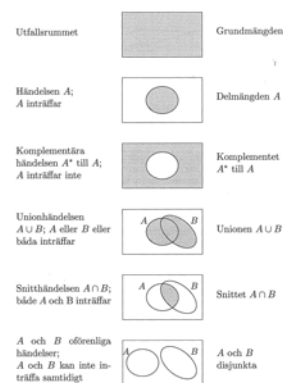 Utfallsrummet
Grundmängden
Händelsen A;
A inträffar
Delmängden A
Komplementära
händelsen A* till A;
A inträffar inte
Komplementet
A* till A
Unionhändelsen
A ∪ B; A eller B eller
båda inträffar
A
B
Unionen A ∪ B
Snitthändelsen A ∩ B;
både A och B inträffar
A
B
Snittet A ∩ B
A och B oförenliga
händelser;
A och B kan inte in-
träffa samtidigt
A
B
A och B
disjunkta